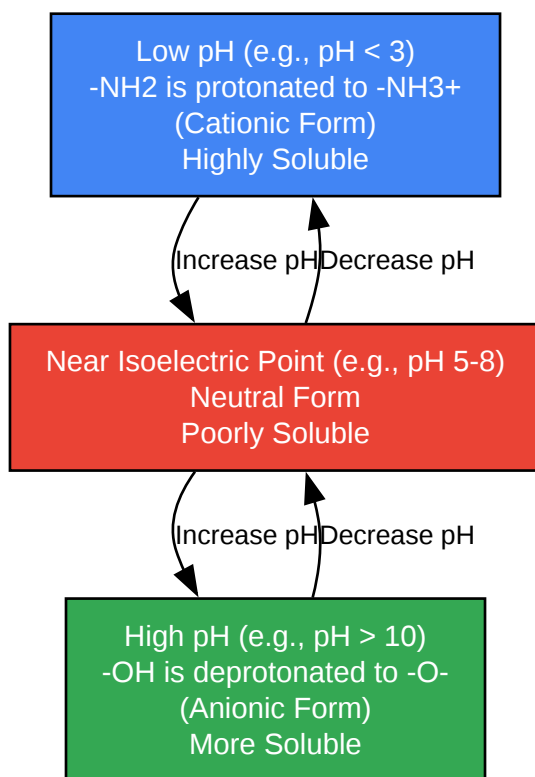 Low pH (e.g., pH < 3)
-NH2 is protonated to -NH3+
(Cationic Form)
Highly Soluble
Increase pH
Decrease pH
Near Isoelectric Point (e.g., pH 5-8)
Neutral Form
Poorly Soluble
Increase pH
Decrease pH
High pH (e.g., pH > 10)
-OH is deprotonated to -O-
(Anionic Form)
More Soluble